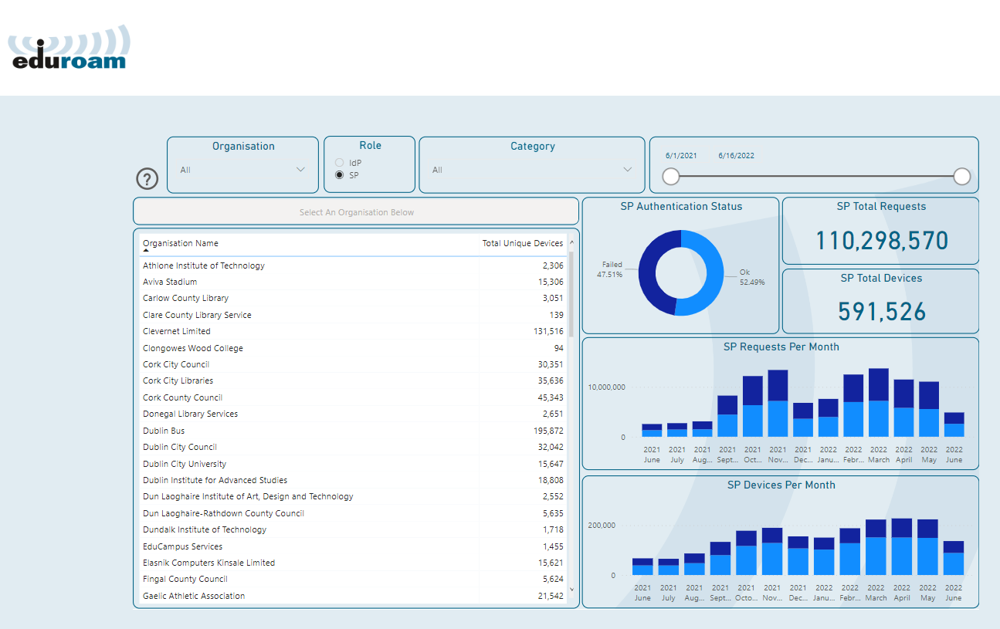 eduroam
Organisation
All
Role
IdP
SP
Category
All
6/1/2021 6/16/2022
?
Select An Organisation Below
Organisation Name Total Unique Devices
Athlone Institute of Technology 2,306
Aviva Stadium 15,306
Carlow County Library 3,051
Clare County Library Service 139
Clevernet Limited 131,516
Clongowes Wood College 94
Cork City Council 30,351
Cork City Libraries 35,636
Cork County Council 45,343
Donegal Library Services 2,651
Dublin Bus 195,872
Dublin City Council 32,042
Dublin City University 15,647
Dublin Institute for Advanced Studies 18,808
Dun Laoghaire Institute of Art, Design and Technology 2,552
Dun Laoghaire-Rathdown County Council 5,635
Dundalk Institute of Technology 1,718
EduCampus Services 1,455
Elasnik Computers Kinsale Limited 15,621
Fingal County Council 5,624
Gaelic Athletic Association 21,542
SP Authentication Status
Failed
47.51%
Ok
52.49%
SP Total Requests
110,298,570
SP Total Devices
591,526
SP Requests Per Month
10,000,000
0
2021 2021 2021 2021 2021 2021 2021 2022 2022 2022 2022 2022 2022
June July Aug... Sept... Oct... Nov... Dec... Janu... Febr... March April May June
SP Devices Per Month
200,000
0
2021 2021 2021 2021 2021 2021 2021 2022 2022 2022 2022 2022 2022
June July Aug... Sept... Octo... Nov... Dec... Janu... Febr... March April May June